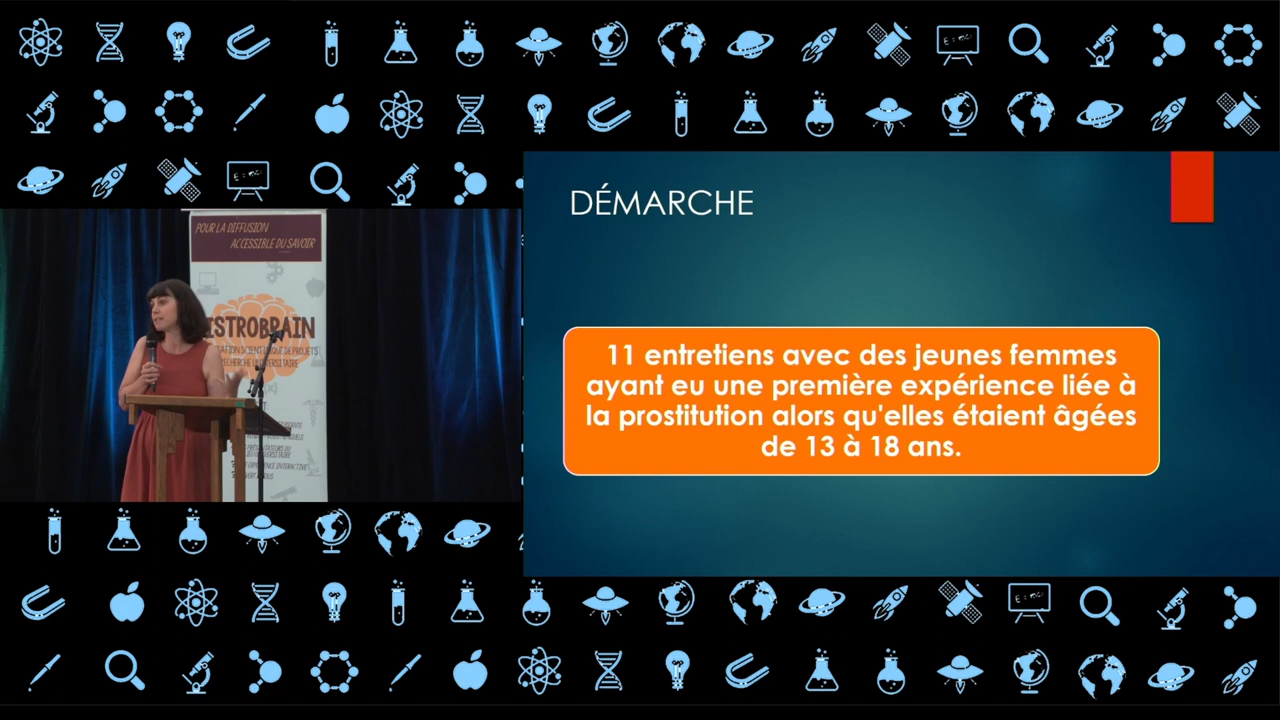 DÉMARCHE
11 entretiens avec des jeunes femmes
ayant eu une première expérience liée à
la prostitution alors qu'elles étaient âgées
de 13 à 18 ans.
POUR LA DIFFUSION
ACCESSIBLE DU SAVOIR
ISTROBRAIN